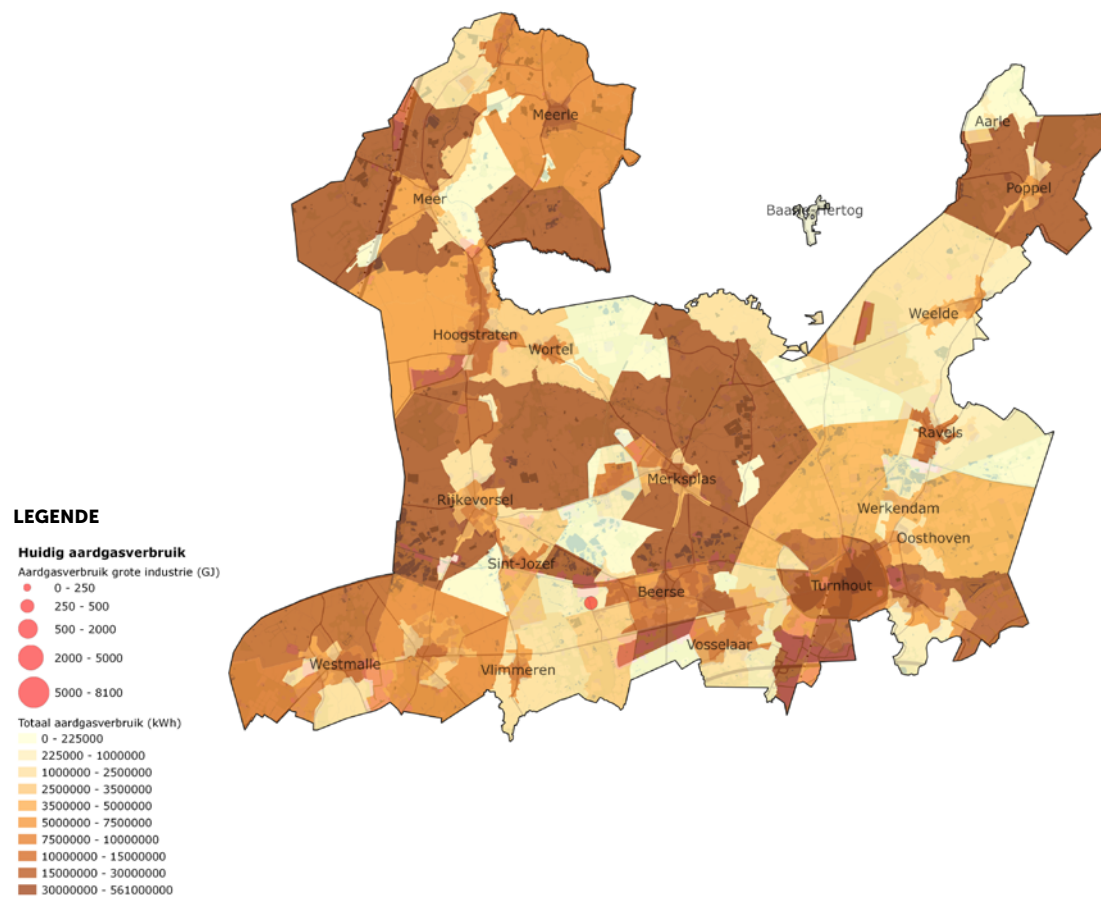 Meerle
Aarle
Poppel
Meer
Baarle-Hertog
Weelde
Hoogstraten
Wortel
Ravels
Merksplas
Rijkevorsel
Werkendam
Oosthoven
Sint-Jozef
Turnhout
Beerse
Vosselaar
Westmalle
Vlimmeren
LEGENDE
Huidig aardgasverbruik
Aardgasverbruik grote industrie (GJ)
0 - 250
250 - 500
500 - 2000
2000 - 5000
5000 - 8100
Totaal aardgasverbruik (kWh)
0 - 225000
225000 - 1000000
1000000 - 2500000
2500000 - 3500000
3500000 - 5000000
5000000 - 7500000
7500000 - 10000000
10000000 - 15000000
15000000 - 30000000
30000000 - 561000000